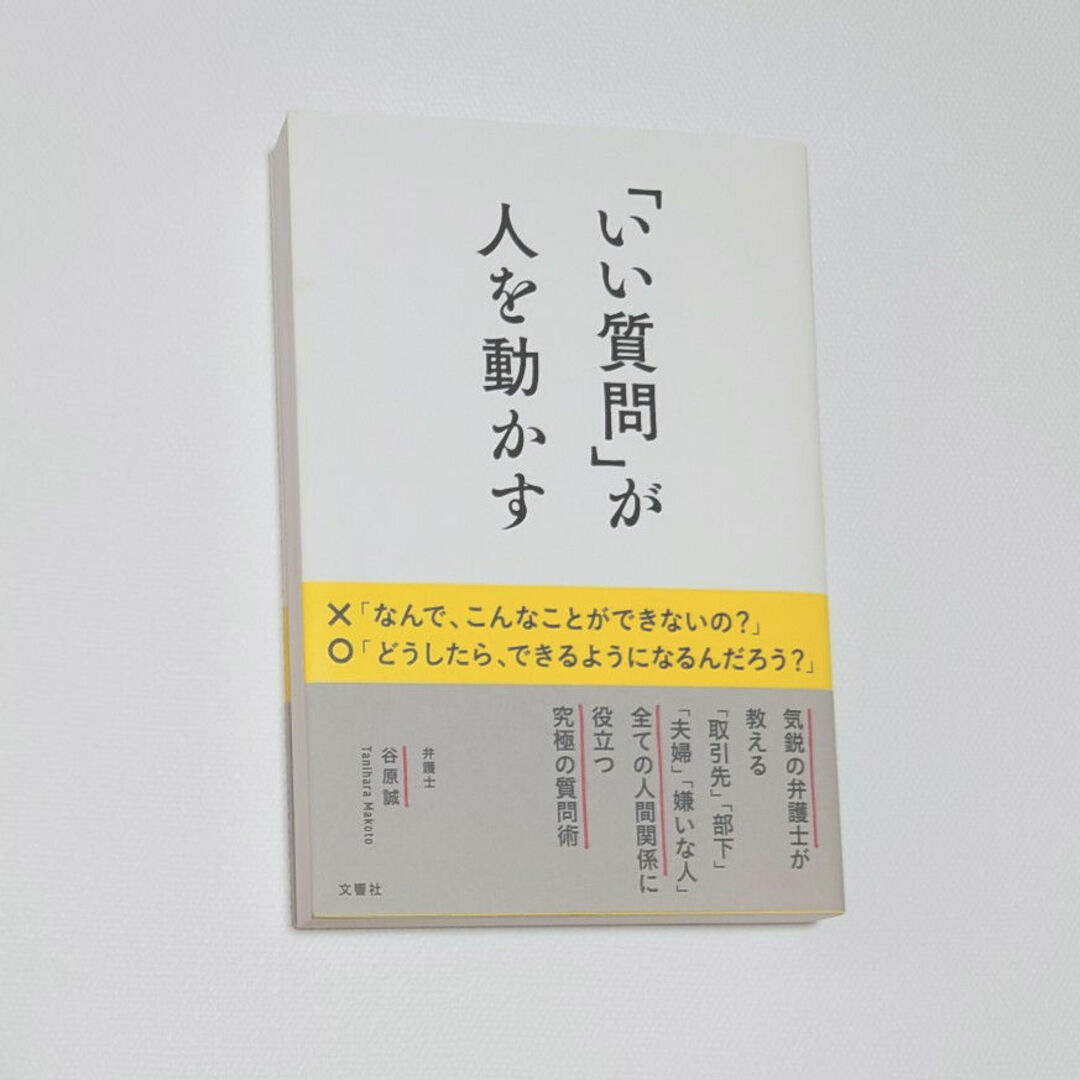 「いい質問」が
人を動かす
✕「なんで、こんなことができないの?」
○「どうしたら、できるようになるんだろう?」
気鋭の弁護士が
教える
「取引先」「部下」
「夫婦」「嫌いな人」
全ての人間関係に
役立つ
究極の質問術
弁護士
谷原誠
Tanihara Makoto
文響社